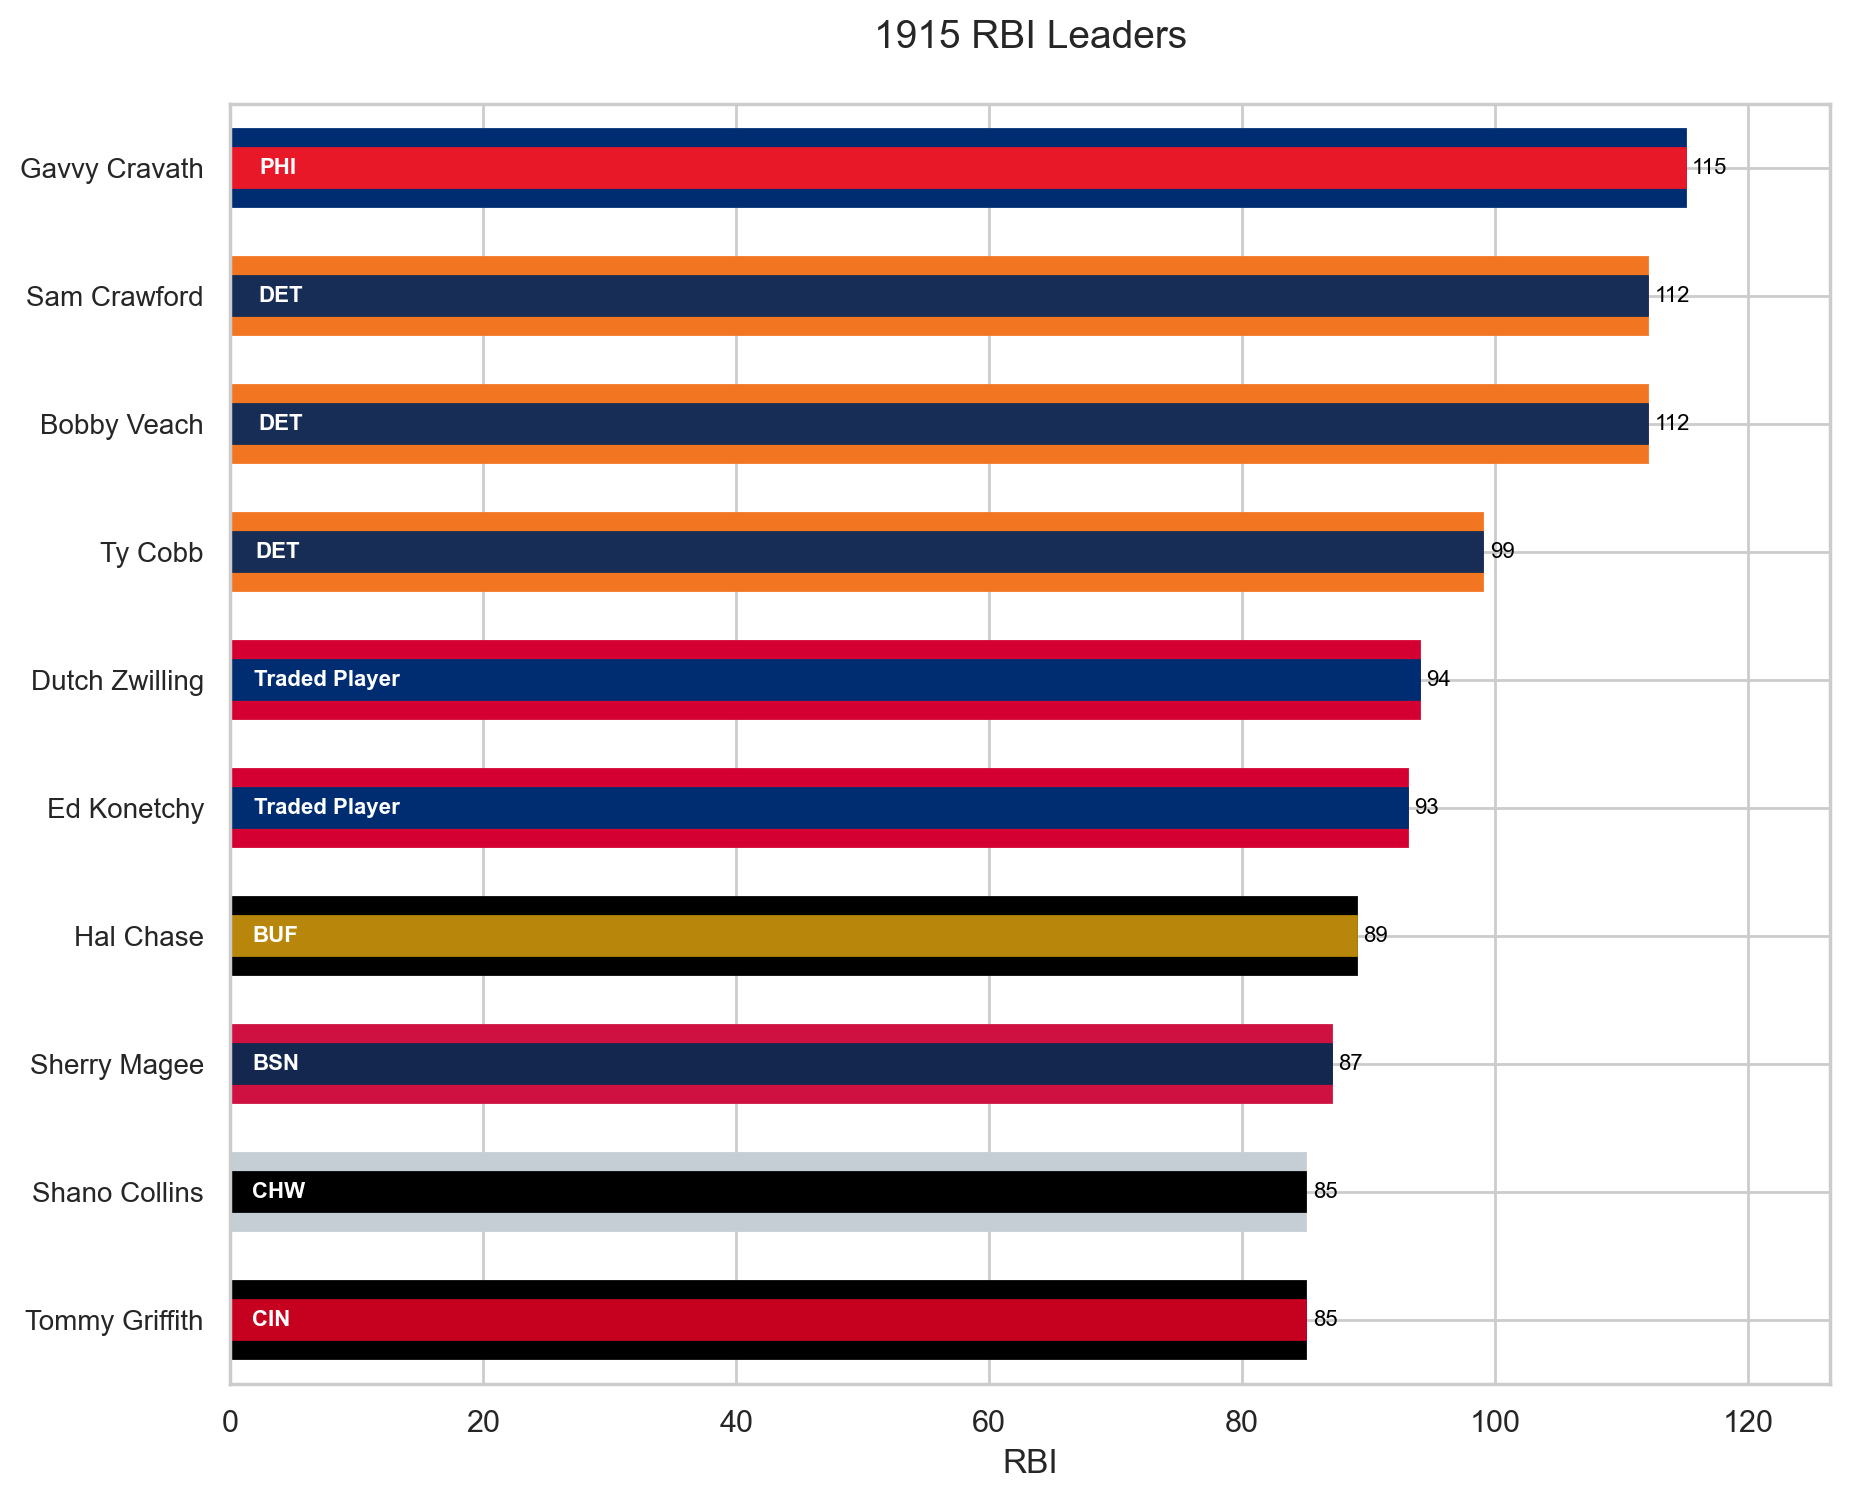 1915 RBI Leaders
Gavvy Cravath PHI 115
Sam Crawford DET 112
Bobby Veach DET 112
Ty Cobb DET 99
Dutch Zwilling Traded Player 94
Ed Konetchy Traded Player 93
Hal Chase BUF 89
Sherry Magee BSN 87
Shano Collins CHW 85
Tommy Griffith CIN 85
0 20 40 60 80 100 120
RBI